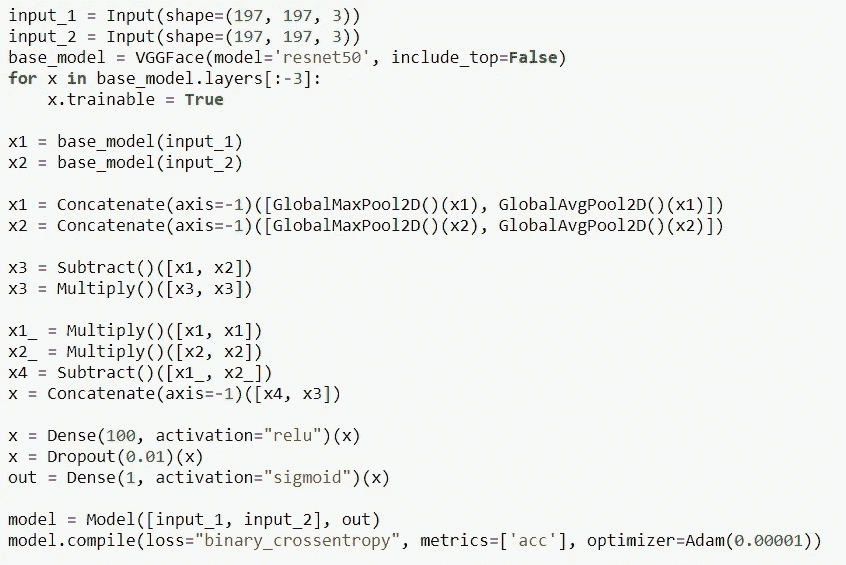 input_1 = Input(shape=(197, 197, 3))
input_2 = Input(shape=(197, 197, 3))
base_model = VGGFace(model='resnet50', include_top=False)
for x in base_model.layers[:-3]:
    x.trainable = True

x1 = base_model(input_1)
x2 = base_model(input_2)

x1 = Concatenate(axis=-1)([GlobalMaxPool2D()(x1), GlobalAvgPool2D()(x1)])
x2 = Concatenate(axis=-1)([GlobalMaxPool2D()(x2), GlobalAvgPool2D()(x2)])

x3 = Subtract()([x1, x2])
x3 = Multiply()([x3, x3])

x1_ = Multiply()([x1, x1])
x2_ = Multiply()([x2, x2])
x4 = Subtract()([x1_, x2_])
x = Concatenate(axis=-1)([x4, x3])

x = Dense(100, activation="relu")(x)
x = Dropout(0.01)(x)
out = Dense(1, activation="sigmoid")(x)

model = Model([input_1, input_2], out)
model.compile(loss="binary_crossentropy", metrics=['acc'], optimizer=Adam(0.00001))